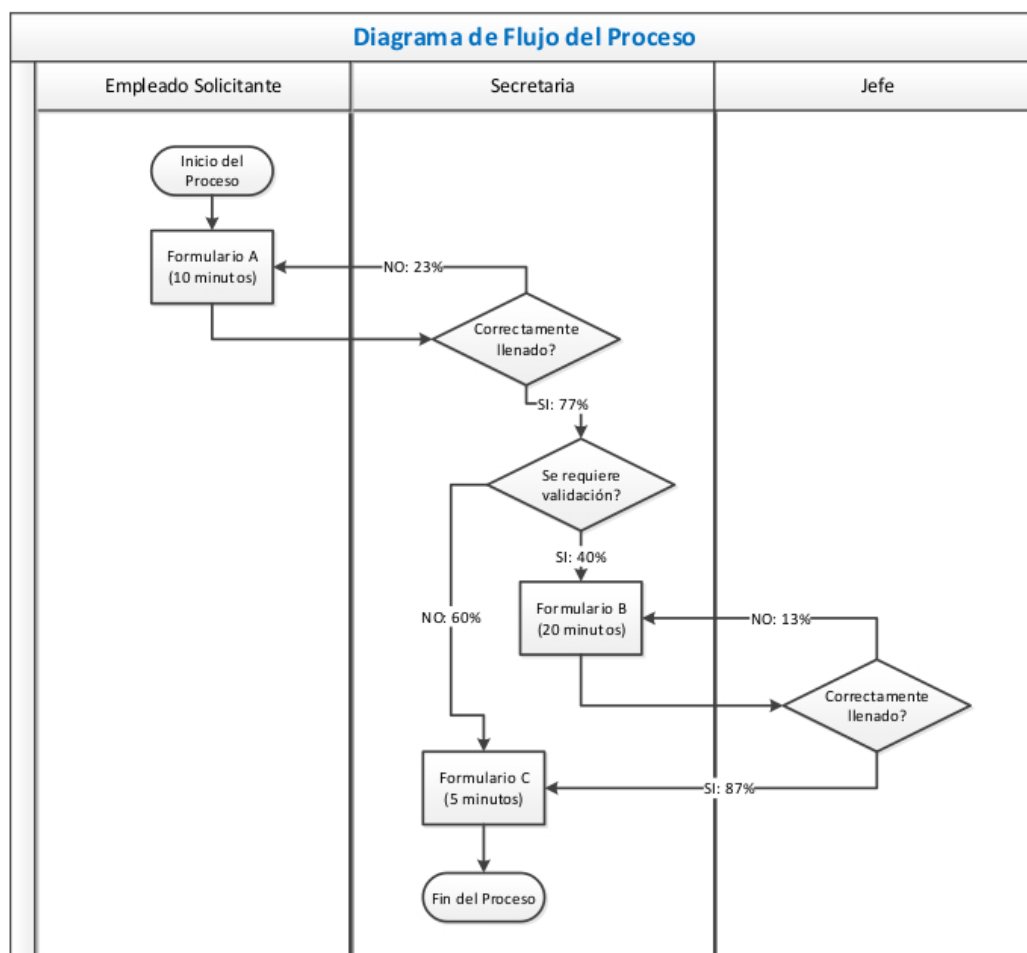 Diagrama de Flujo del Proceso
Empleado Solicitante
Secretaria
Jefe
Inicio del
Proceso
Formulario A
(10 minutos)
NO: 23%
Correctamente
llenado?
SI: 77%
Se requiere
validación?
SI: 40%
NO: 60%
Formulario B
(20 minutos)
NO: 13%
Correctamente
llenado?
Formulario C
(5 minutos)
SI: 87%
Fin del Proceso